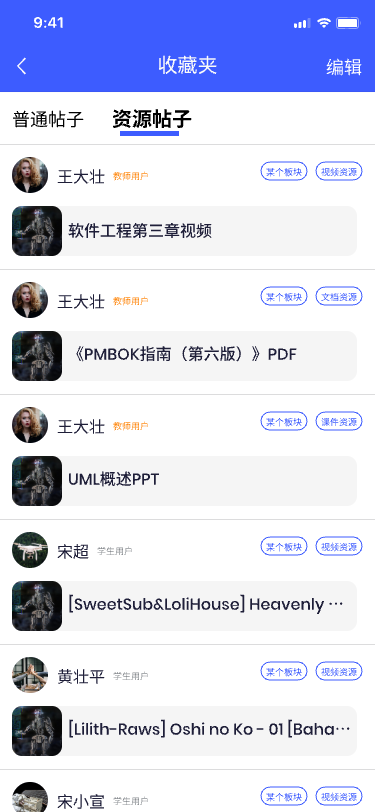 9:41
收藏夹
编辑
普通帖子 资源帖子
王大壮 教师用户 某个板块 视频资源
软件工程第三章视频
王大壮 教师用户 某个板块 文档资源
《PMBOK指南（第六版）》PDF
王大壮 教师用户 某个板块 课件资源
UML概述PPT
宋超 学生用户 某个板块 视频资源
[SweetSub&LoliHouse] Heavenly ···
黄壮平 学生用户 某个板块 视频资源
[Lilith-Raws] Oshi no Ko - 01 [Baha···
宋小宣 学生用户 某个板块 视频资源